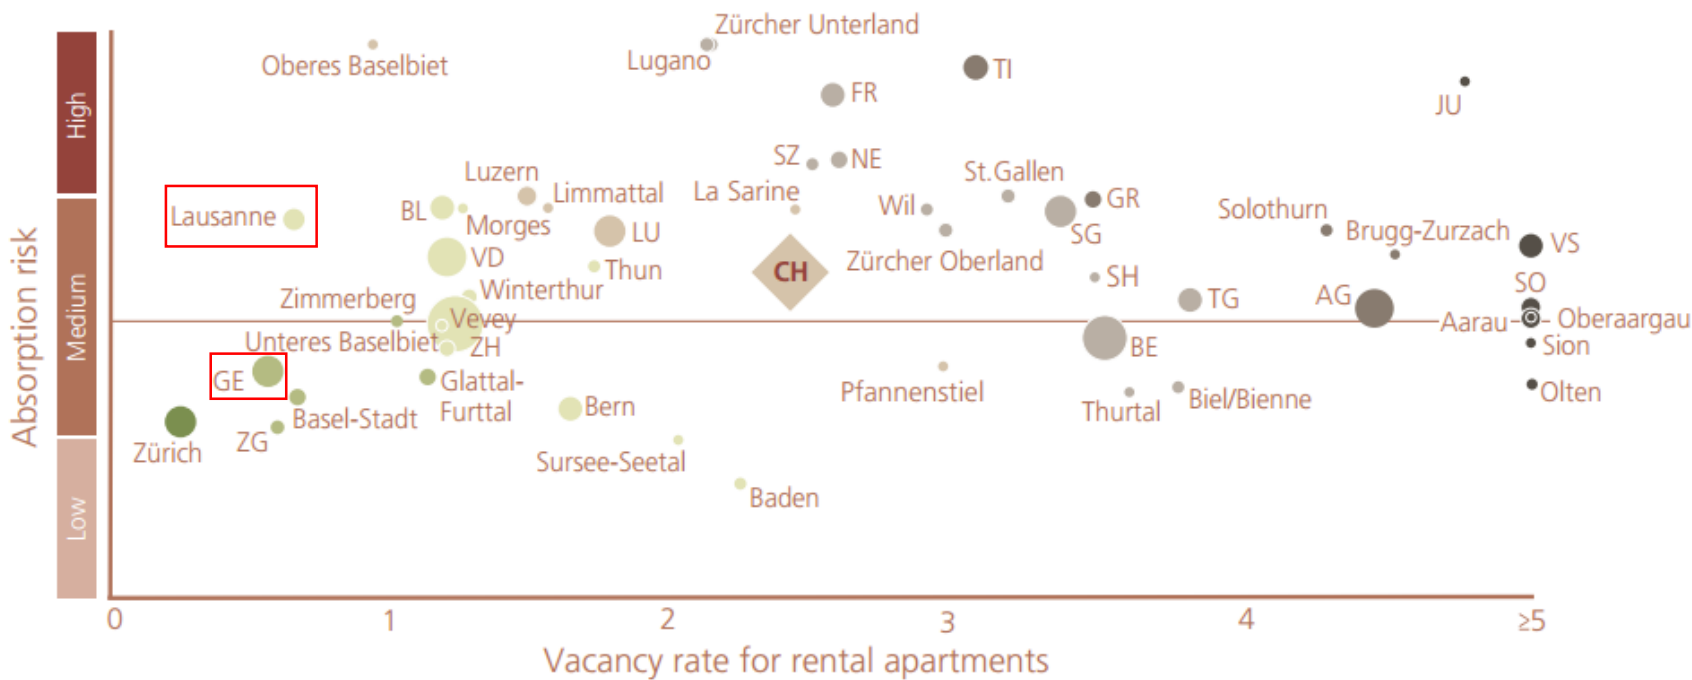 Zürcher Unterland
Oberes Baselbiet
Lugano
TI
FR
JU
High
SZ
NE
Luzern
St.Gallen
Limmattal
La Sarine
Wil
GR
Lausanne
BL
Morges
LU
SG
Solothurn
Brugg-Zurzach
VS
VD
Thun
CH
Zürcher Oberland
SH
SO
Absorption risk
Medium
Zimmerberg
Winterthur
TG
AG
Vevey
Aarau
Oberaargau
Unteres Baselbiet
ZH
BE
Sion
GE
Glattal-
Furttal
Pfannenstiel
Biel/Bienne
Olten
Basel-Stadt
Bern
Thurtal
Zürich
ZG
Sursee-Seetal
Baden
Low
0 1 2 3 4 ≥5
Vacancy rate for rental apartments